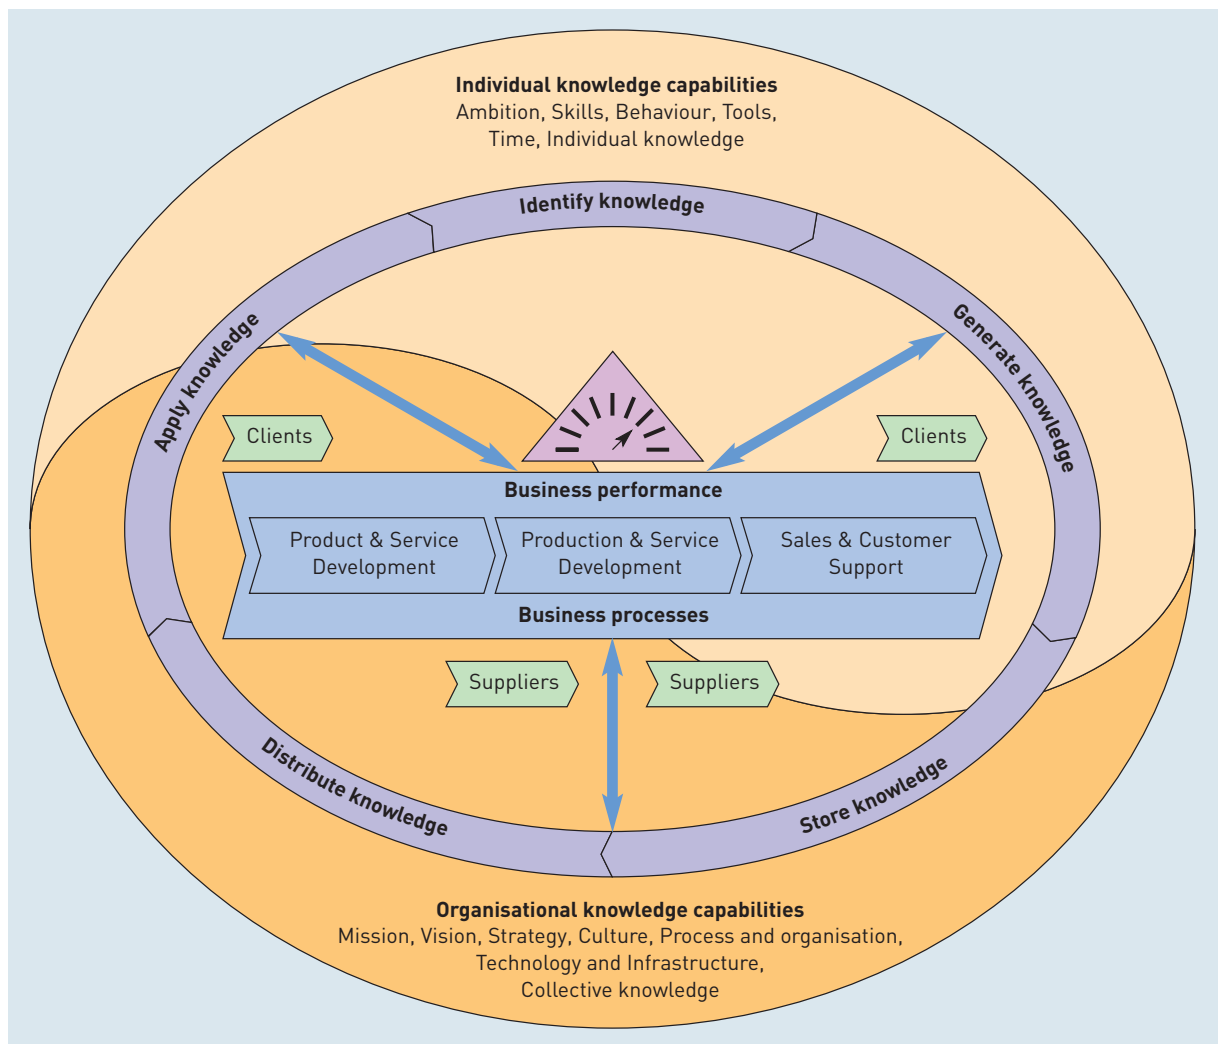 Individual knowledge capabilities
Ambition, Skills, Behaviour, Tools,
Time, Individual knowledge
Identify knowledge
Generate knowledge
Apply knowledge
Clients
Clients
Business performance
Product & Service
Development
Production & Service
Development
Sales & Customer
Support
Business processes
Suppliers
Suppliers
Distribute knowledge
Store knowledge
Organisational knowledge capabilities
Mission, Vision, Strategy, Culture, Process and organisation,
Technology and Infrastructure,
Collective knowledge